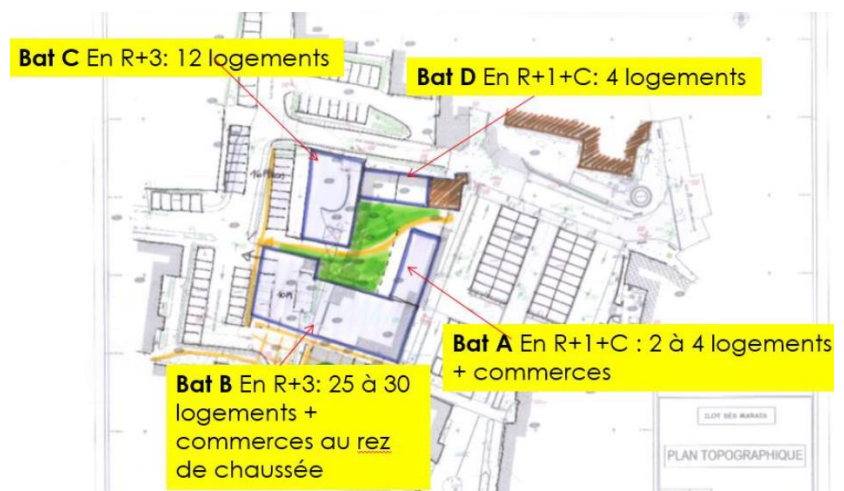 Bat C En R+3: 12 logements
Bat D En R+1+C: 4 logements
Bat A En R+1+C : 2 à 4 logements
+ commerces
Bat B En R+3: 25 à 30
logements +
commerces au rez
de chaussée
ILOT DES MARAIS
PLAN TOPOGRAPHIQUE